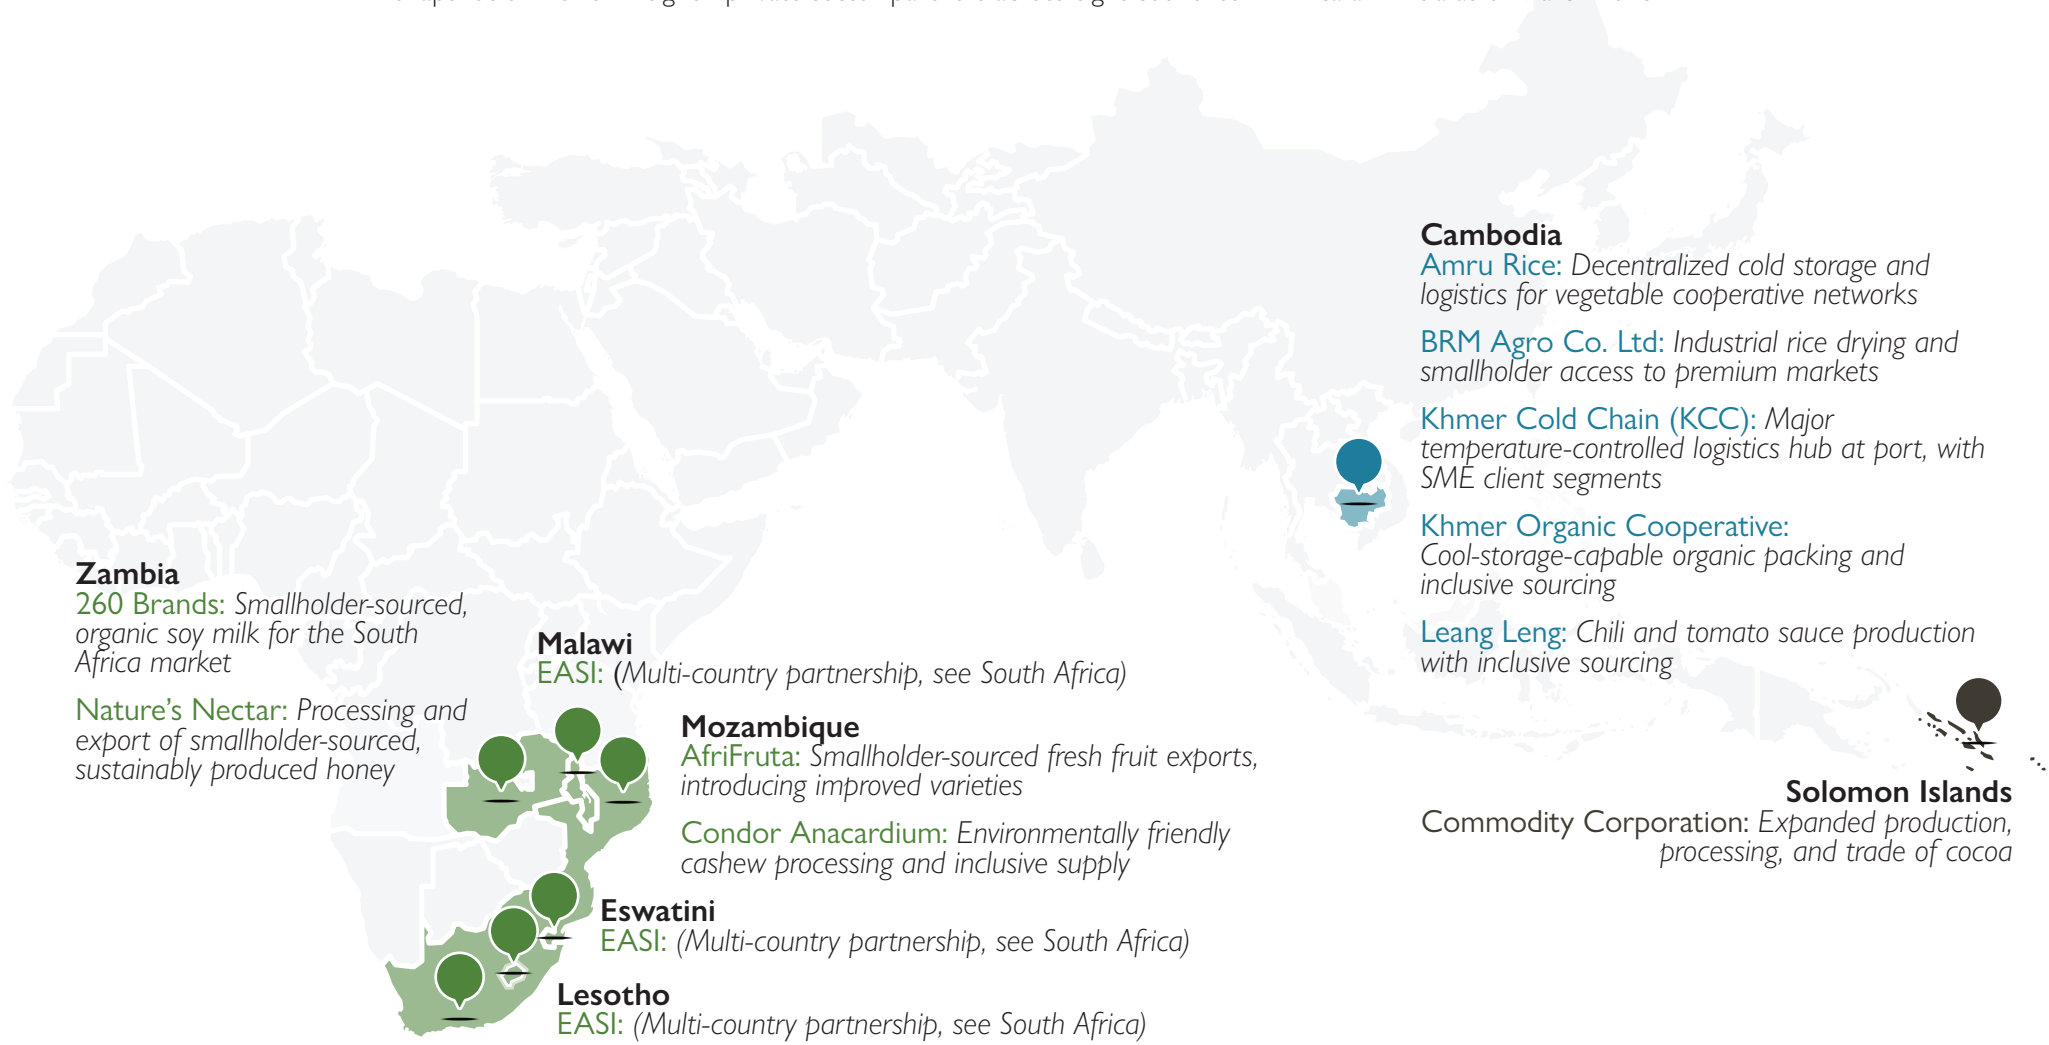 Zambia
260 Brands: Smallholder-sourced,
organic soy milk for the South
Africa market
Nature’s Nectar: Processing and
export of smallholder-sourced,
sustainably produced honey
Malawi
EASI: (Multi-country partnership, see South Africa)
Mozambique
AfriFruta: Smallholder-sourced fresh fruit exports,
introducing improved varieties
Condor Anacardium: Environmentally friendly
cashew processing and inclusive supply
Eswatini
EASI: (Multi-country partnership, see South Africa)
Lesotho
EASI: (Multi-country partnership, see South Africa)
Cambodia
Amru Rice: Decentralized cold storage and
logistics for vegetable cooperative networks
BRM Agro Co. Ltd: Industrial rice drying and
smallholder access to premium markets
Khmer Cold Chain (KCC): Major
temperature-controlled logistics hub at port, with
SME client segments
Khmer Organic Cooperative:
Cool-storage-capable organic packing and
inclusive sourcing
Leang Leng: Chili and tomato sauce production
with inclusive sourcing
Solomon Islands
Commodity Corporation: Expanded production,
processing, and trade of cocoa